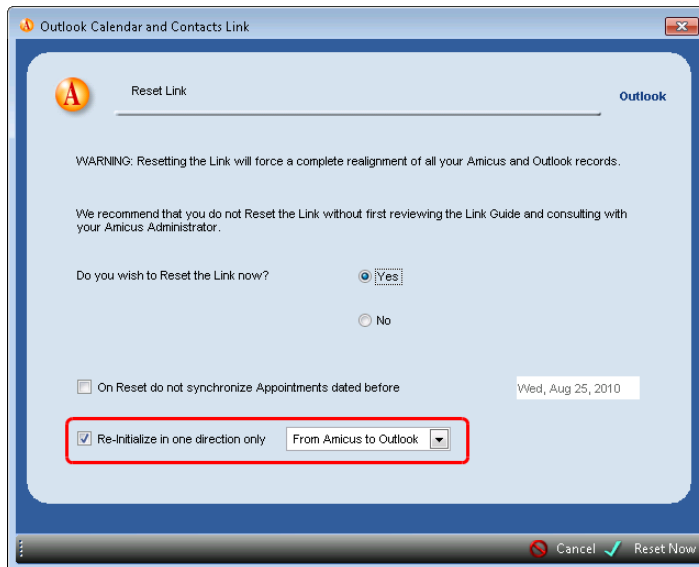 Outlook Calendar and Contacts Link
A
Reset Link
Outlook
WARNING: Resetting the Link will force a complete realignment of all your Amicus and Outlook records.
We recommend that you do not Reset the Link without first reviewing the Link Guide and consulting with
your Amicus Administrator.
Do you wish to Reset the Link now?
Yes
No
On Reset do not synchronize Appointments dated before
Wed, Aug 25, 2010
Re-Initialize in one direction only
From Amicus to Outlook
Cancel
Reset Now